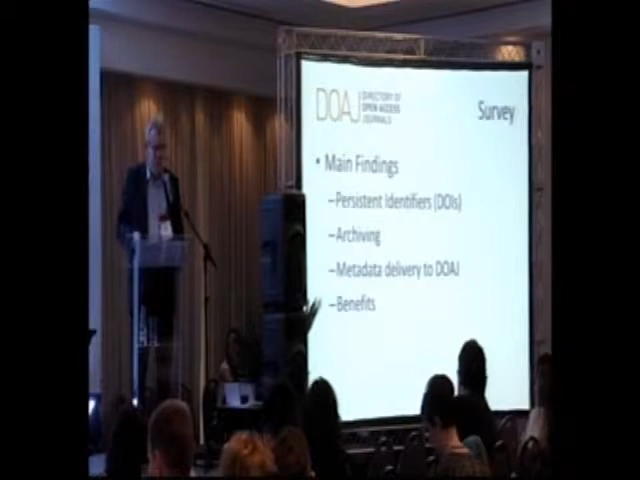 DOAJ
DIRECTORY OF
OPEN ACCESS
JOURNALS
Survey
• Main Findings
–Persistent Identifiers (DOIs)
–Archiving
–Metadata delivery to DOAJ
–Benefits